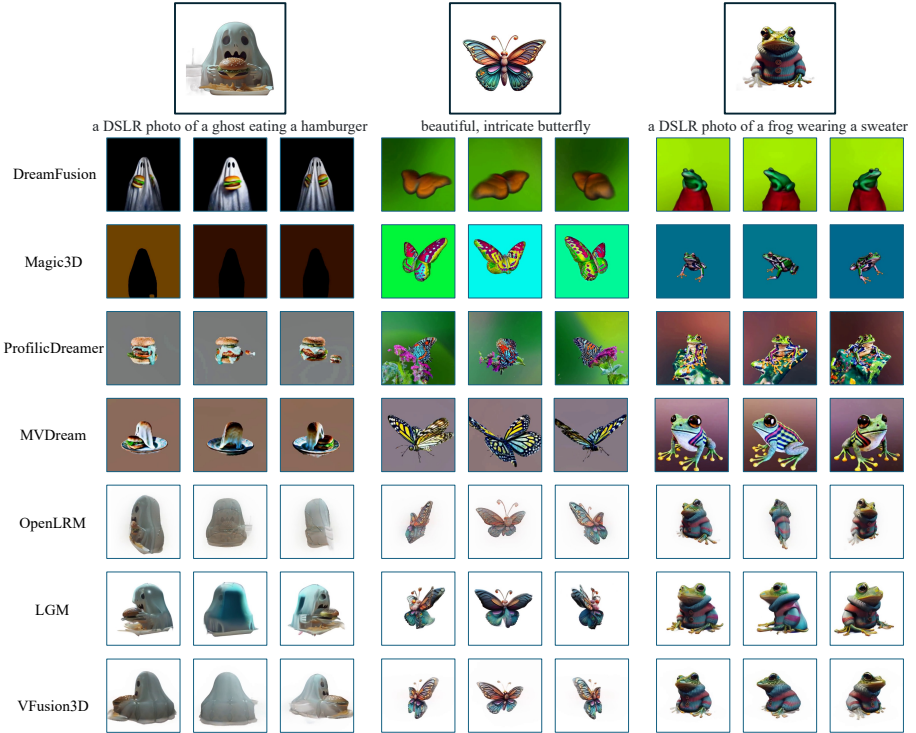 a DSLR photo of a ghost eating a hamburger
beautiful, intricate butterfly
a DSLR photo of a frog wearing a sweater
DreamFusion
Magic3D
ProfilicDreamer
MVDream
OpenLRM
LGM
VFusion3D